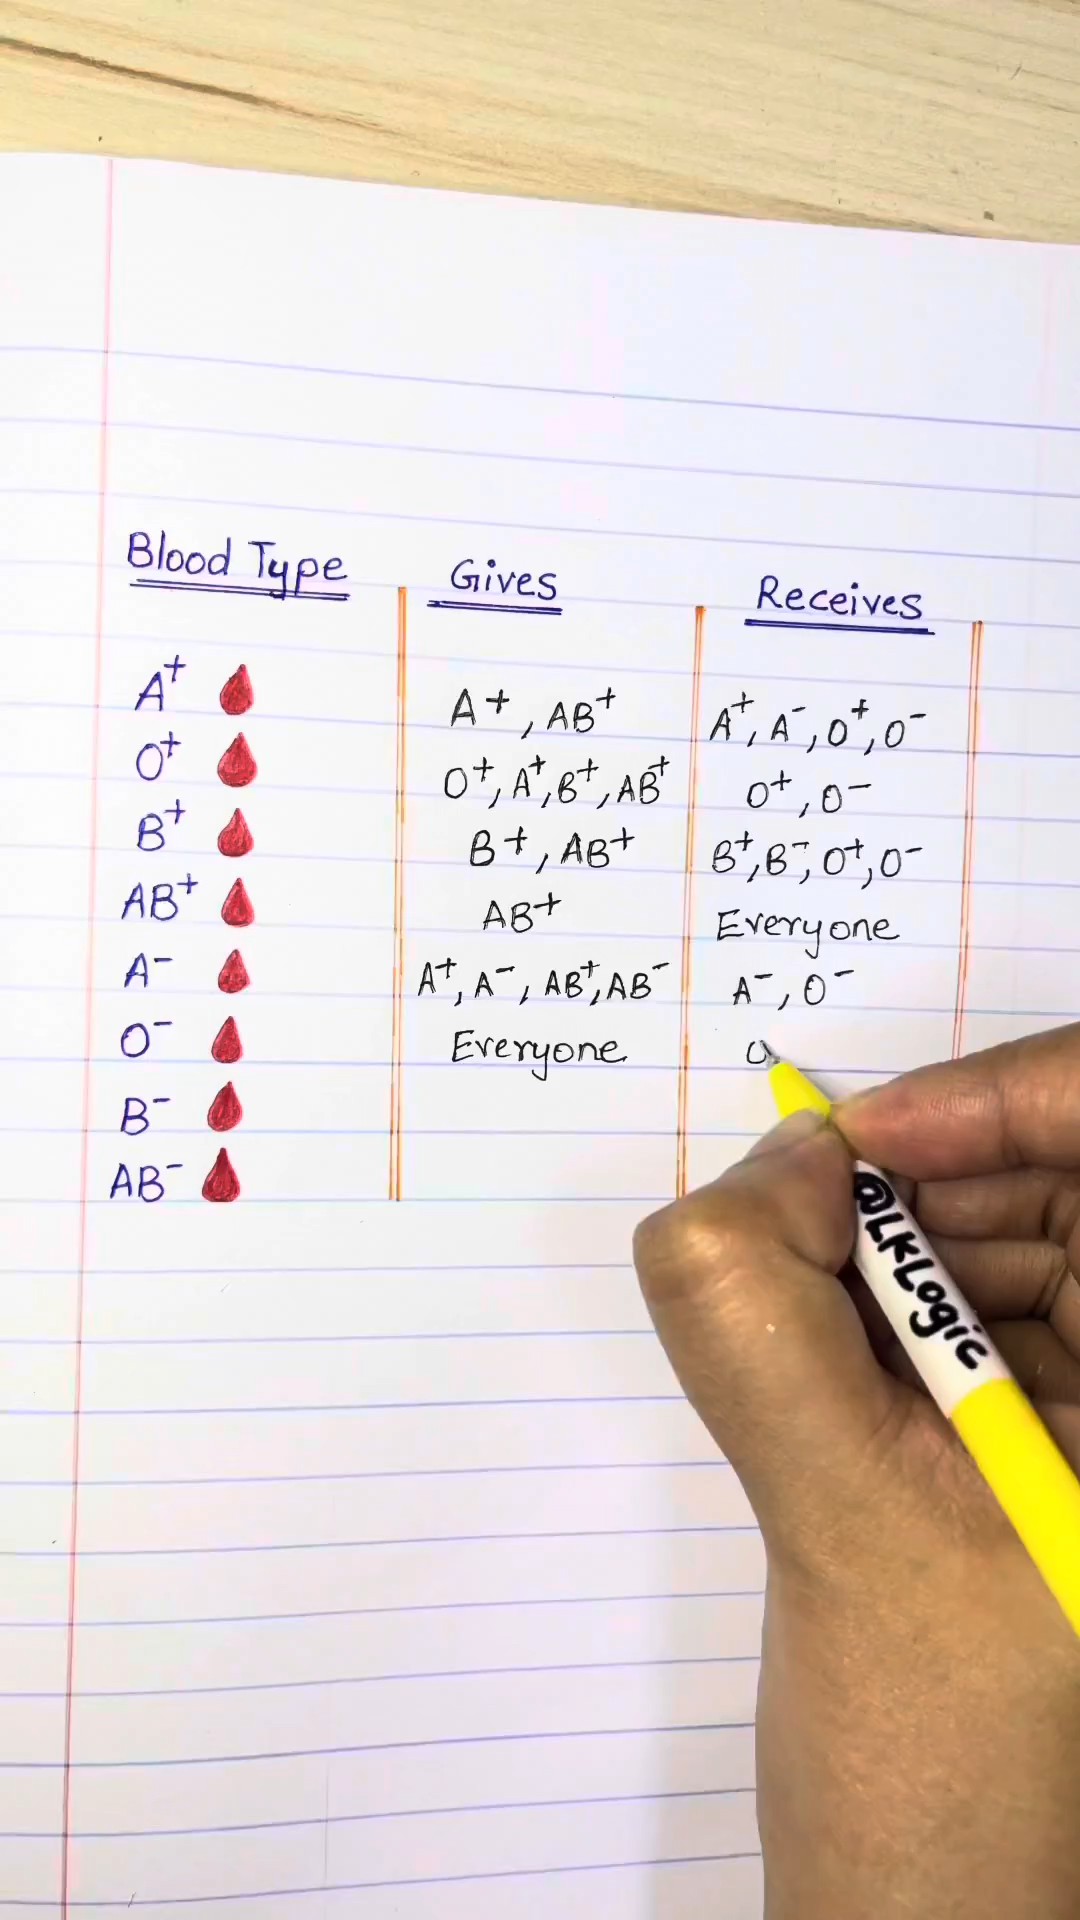 Blood Type Gives Receives
A⁺ A⁺, AB⁺ A⁺, A⁻, O⁺, O⁻
O⁺ O⁺, A⁺, B⁺, AB⁺ O⁺, O⁻
B⁺ B⁺, AB⁺ B⁺, B⁻, O⁺, O⁻
AB⁺ AB⁺ Everyone
A⁻ A⁺, A⁻, AB⁺, AB⁻ A⁻, O⁻
O⁻ Everyone O
B⁻
AB⁻
@LKLogic